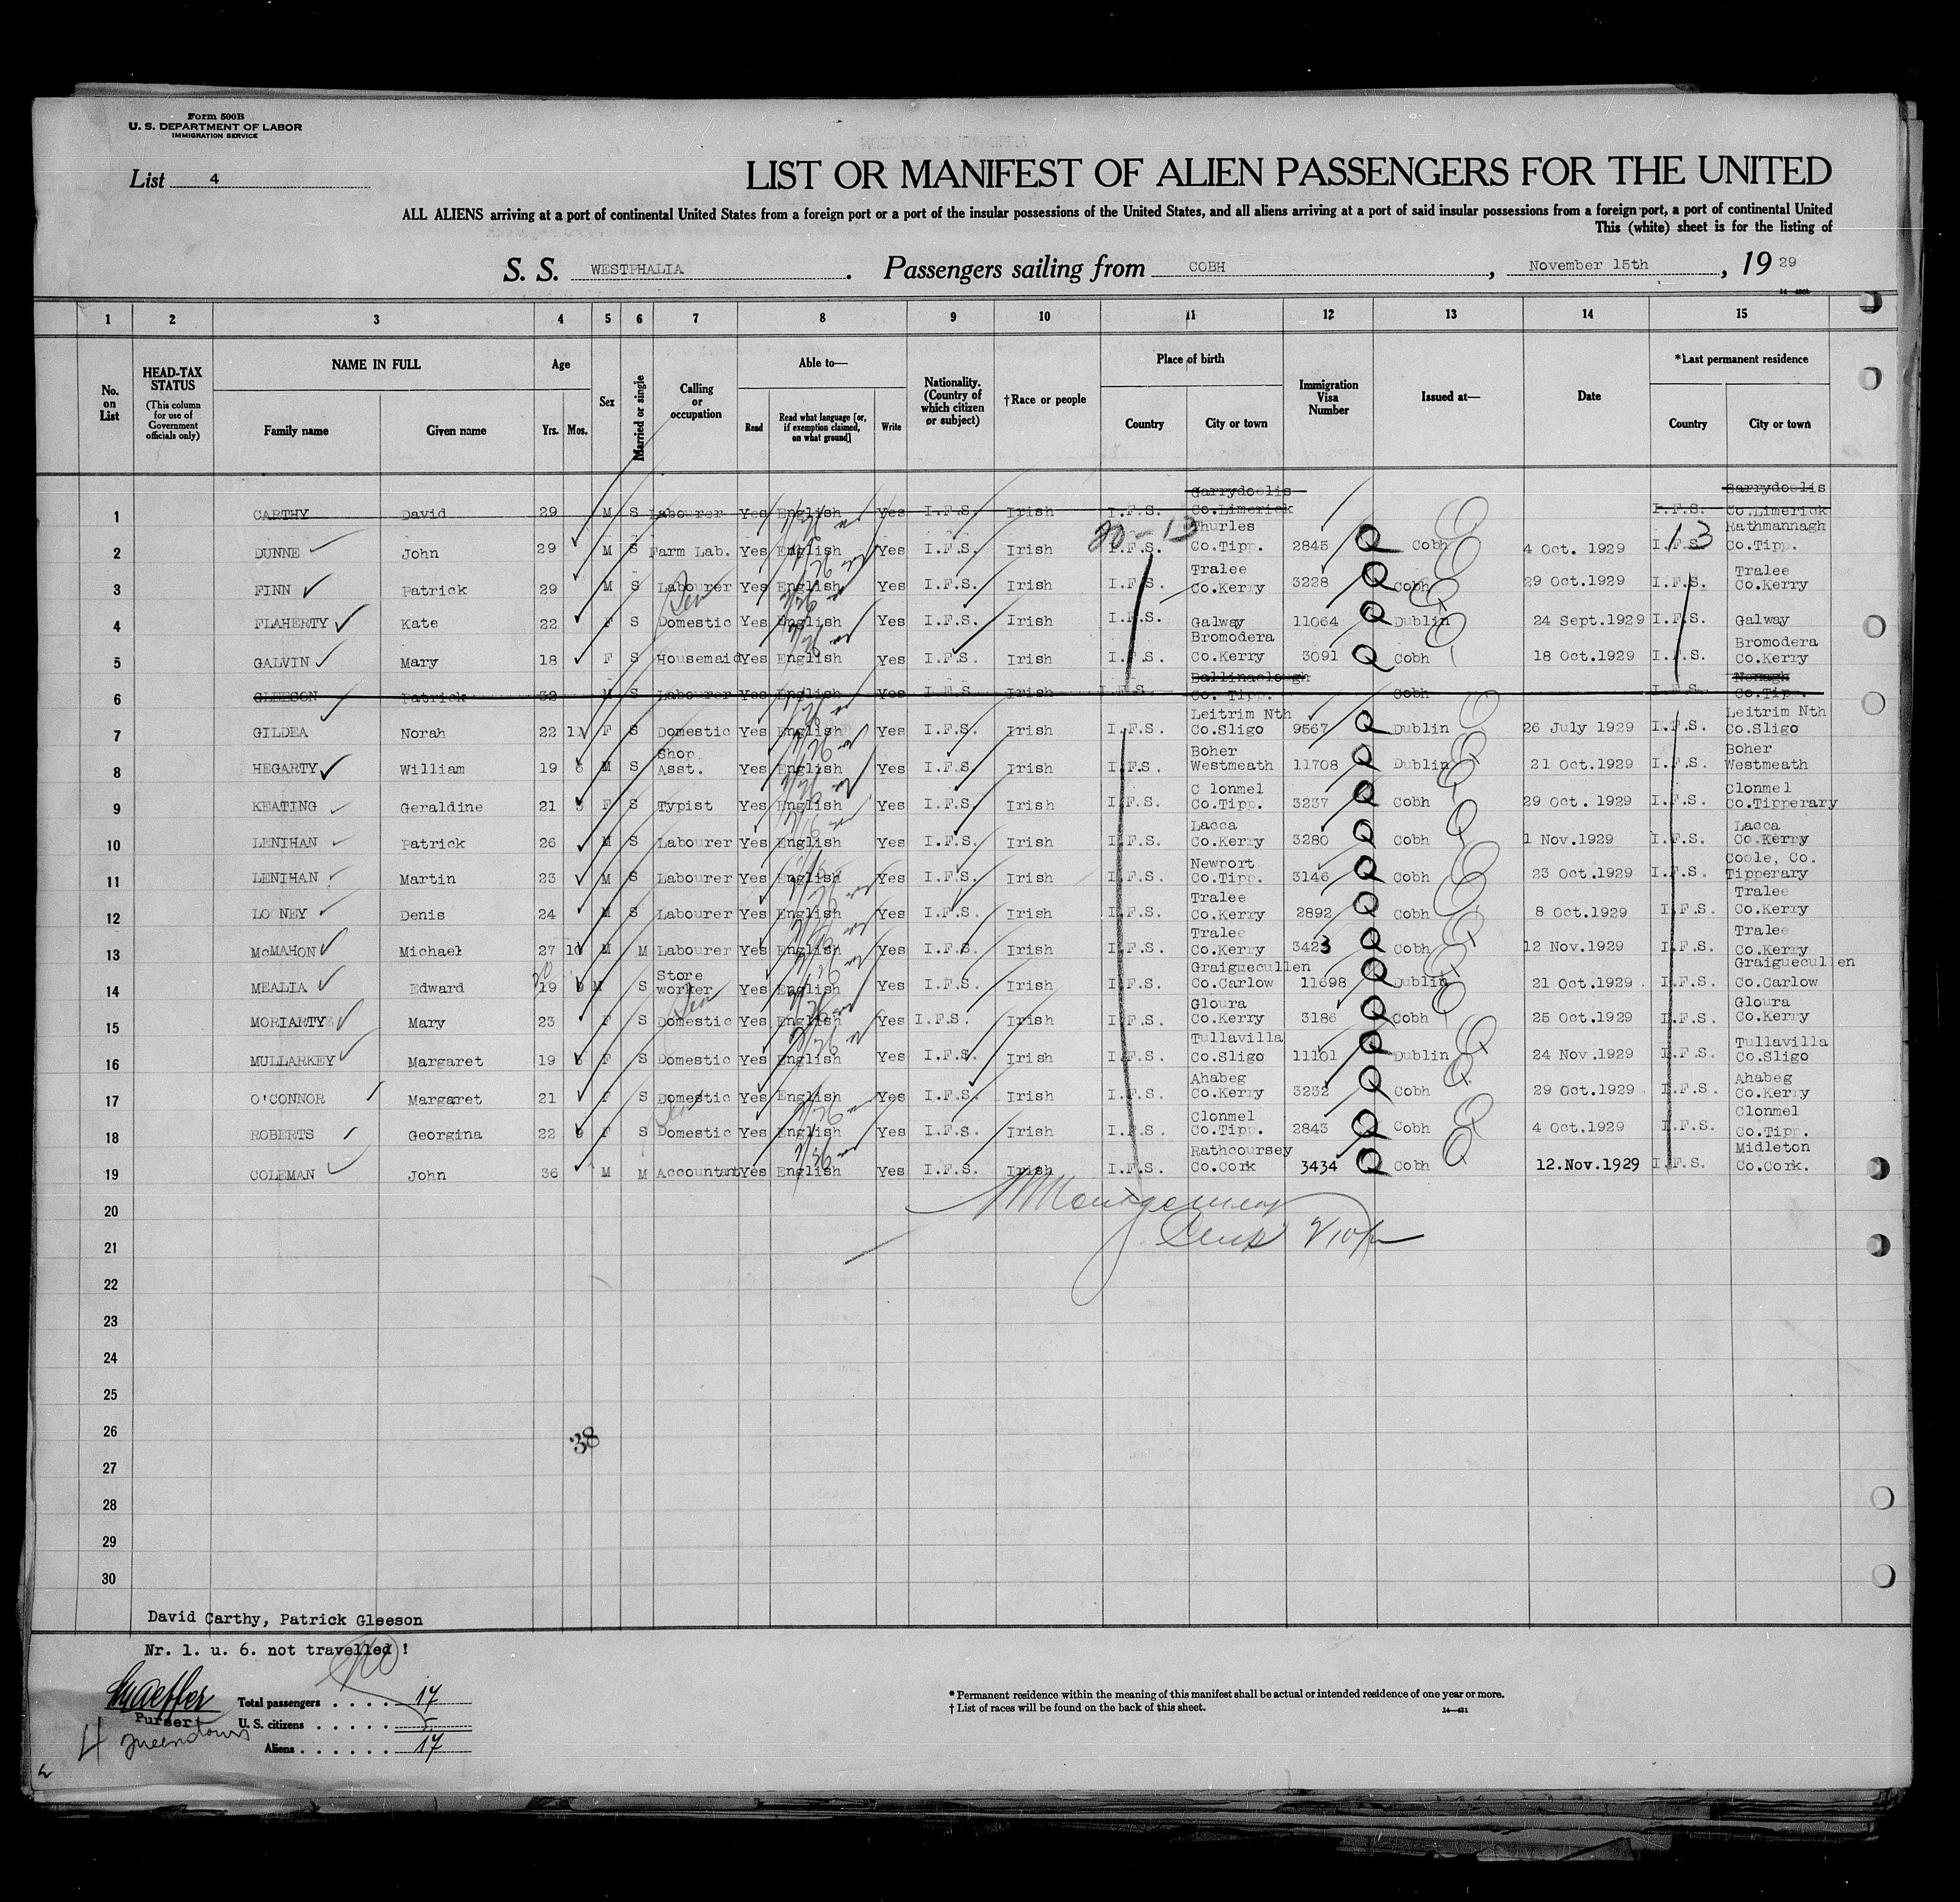 Form 500B
U. S. DEPARTMENT OF LABOR
IMMIGRATION SERVICE
List 4
LIST OR MANIFEST OF ALIEN PASSENGERS FOR THE UNITED
ALL ALIENS arriving at a port of continental United States from a foreign port or a port of the insular possessions of the United States, and all aliens arriving at a port of said insular possessions from a foreign port, a port of continental United
This (white) sheet is for the listing of
S. S. WESTPHALIA. Passengers sailing from COBH, November 15th, 19 29
1 2 3 4 5 6 7 8 9 10 11 12 13 14 15
No. on List
HEAD-TAX STATUS (This column for use of Government officials only)
NAME IN FULL
Family name Given name
Age
Yrs. Mos.
Sex
Married or single
Calling or occupation
Able to—
Read
Read what language [or, if exemption claimed, on what ground]
Write
Nationality. (Country of which citizen or subject)
†Race or people
Place of birth
Country City or town
Immigration Visa Number
Issued at—
Date
*Last permanent residence
Country City or town
1 CARTHY David 29 M S Labourer Yes English Yes I.F.S. Irish I.F.S. Garrydoolis Co.Limerick I.F.S. Garrydoolis Co.Limerick
20-13 13
2 DUNNE John 29 M S Farm Lab. Yes English Yes I.F.S. Irish I.F.S. Thurles Co.Tipp. 2845 Cobh 4 Oct. 1929 I.F.S. Rathmannagh Co.Tipp.
3 FINN Patrick 29 M S Labourer Yes English Yes I.F.S. Irish I.F.S. Tralee Co.Kerry 3228 Cobh 29 Oct.1929 I.F.S. Tralee Co.Kerry
4 FLAHERTY Kate 22 F S Domestic Yes English Yes I.F.S. Irish I.F.S. Galway 11064 Dublin 24 Sept.1929 I.F.S. Galway
5 GALVIN Mary 18 F S Housemaid Yes English Yes I.F.S. Irish I.F.S. Bromodera Co.Kerry 3091 Cobh 18 Oct.1929 I.F.S. Bromodera Co.Kerry
6 GLEESON Patrick 32 M S Labourer Yes English Yes I.F.S. Irish I.F.S. Ballinaclough Co. Tipp. Cobh I.F.S. Nenagh Co.Tipp.
7 GILDEA Norah 22 11 F S Domestic Yes English Yes I.F.S. Irish I.F.S. Leitrim Nth Co.Sligo 9567 Dublin 26 July 1929 I.F.S. Leitrim Nth Co.Sligo
8 HEGARTY William 19 6 M S Shop Asst. Yes English Yes I.F.S. Irish I.F.S. Boher Westmeath 11708 Dublin 21 Oct.1929 I.F.S. Boher Westmeath
9 KEATING Geraldine 21 3 F S Typist Yes English Yes I.F.S. Irish I.F.S. C lonmel Co.Tipp. 3237 Cobh 29 Oct. 1929 I.F.S. Clonmel Co.Tipperary
10 LENIHAN Patrick 26 M S Labourer Yes English Yes I.F.S. Irish I.F.S. Lacca Co.Kerry 3280 Cobh 1 Nov.1929 I.F.S. Lacca Co.Kerry
11 LENIHAN Martin 23 M S Labourer Yes English Yes I.F.S. Irish I.F.S. Newport Co.Tipp. 3146 Cobh 23 Oct.1929 I.F.S. Coole, Co. Tipperary
12 LOONEY Denis 24 M S Labourer Yes English Yes I.F.S. Irish I.F.S. Tralee Co.Kerry 2892 Cobh 8 Oct.1929 I.F.S. Tralee Co.Kerry
13 McMAHON Michael 27 10 M M Labourer Yes English Yes I.F.S. Irish I.F.S. Tralee Co.Kerry 3423 Cobh 12 Nov.1929 I.F.S. Tralee Co.Kerry
14 MEALIA Edward 19 9 M S Store worker Yes English Yes I.F.S. Irish I.F.S. Graiguecullen Co.Carlow 11698 Dublin 21 Oct.1929 I.F.S. Graiguecullen Co.Carlow
15 MORIARTY Mary 23 F S Domestic Yes English Yes I.F.S. Irish I.F.S. Gloura Co.Kerry 3186 Cobh 25 Oct.1929 I.F.S. Gloura Co.Kerry
16 MULLARKEY Margaret 19 F S Domestic Yes English Yes I.F.S. Irish I.F.S. Tullavilla Co.Sligo 11101 Dublin 24 Nov.1929 I.F.S. Tullavilla Co.Sligo
17 O'CONNOR Margaret 21 F S Domestic Yes English Yes I.F.S. Irish I.F.S. Ahabeg Co.Kerry 3232 Cobh 29 Oct.1929 I.F.S. Ahabeg Co.Kerry
18 ROBERTS Georgina 22 9 F S Domestic Yes English Yes I.F.S. Irish I.F.S. Clonmel Co.Tipp. 2843 Cobh 4 Oct.1929 I.F.S. Clonmel Co.Tipp.
19 COLEMAN John 36 M M Accountant Yes English Yes I.F.S. Irish I.F.S. Rathcoursey Co.Cork 3434 Cobh 12.Nov.1929 I.F.S. Midleton Co.Cork.
20
21
22
23
24
25
26
38
27
28
29
30
David Carthy, Patrick Gleeson
Nr. 1. u. 6. not travelled!
Purser
Total passengers . . . . 17
U. S. citizens . . . . .
Aliens . . . . . . 17
4 Queenstown
* Permanent residence within the meaning of this manifest shall be actual or intended residence of one year or more.
† List of races will be found on the back of this sheet.
14—421